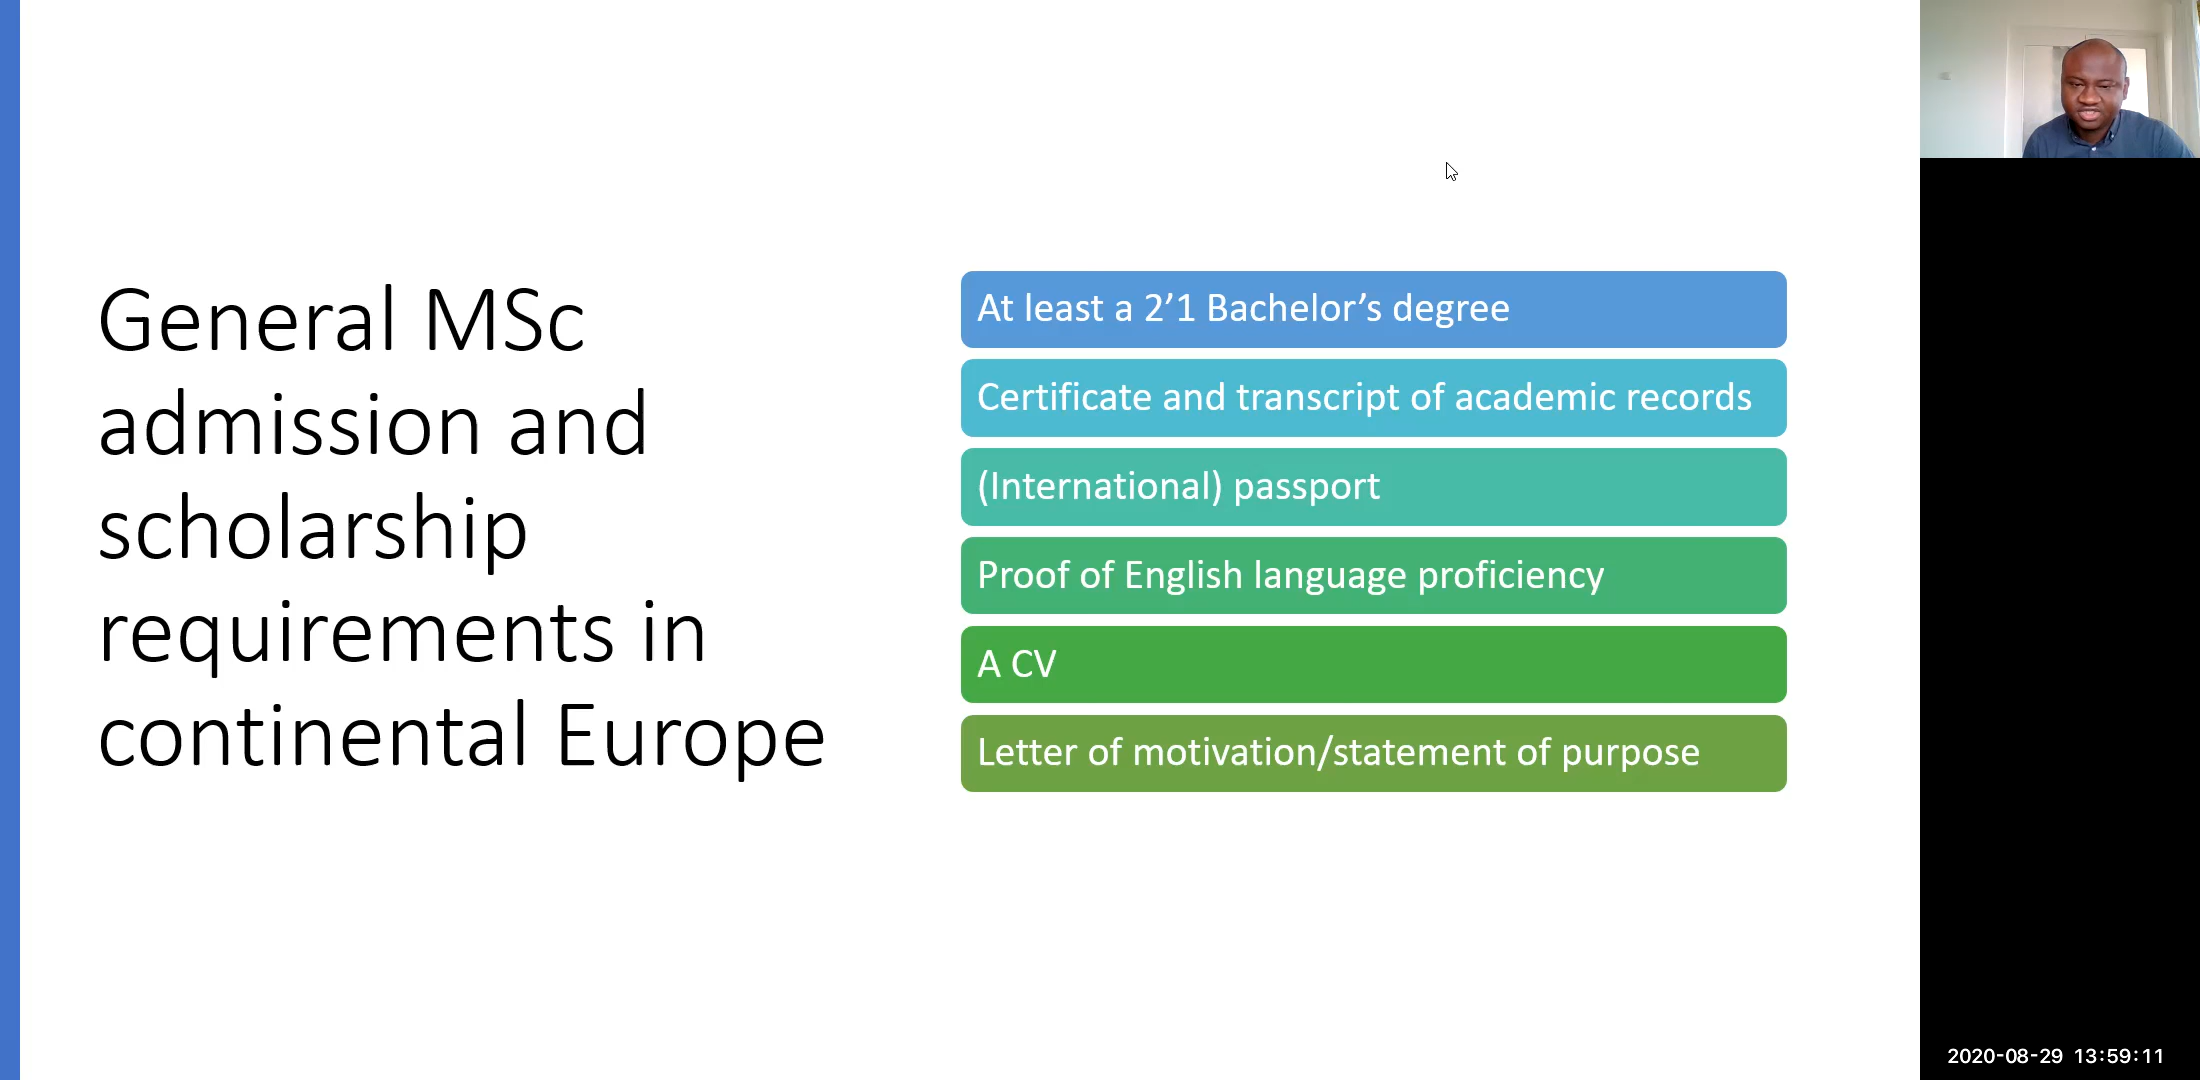 General MSc
admission and
scholarship
requirements in
continental Europe
At least a 2’1 Bachelor’s degree
Certificate and transcript of academic records
(International) passport
Proof of English language proficiency
A CV
Letter of motivation/statement of purpose
2020-08-29 13:59:11